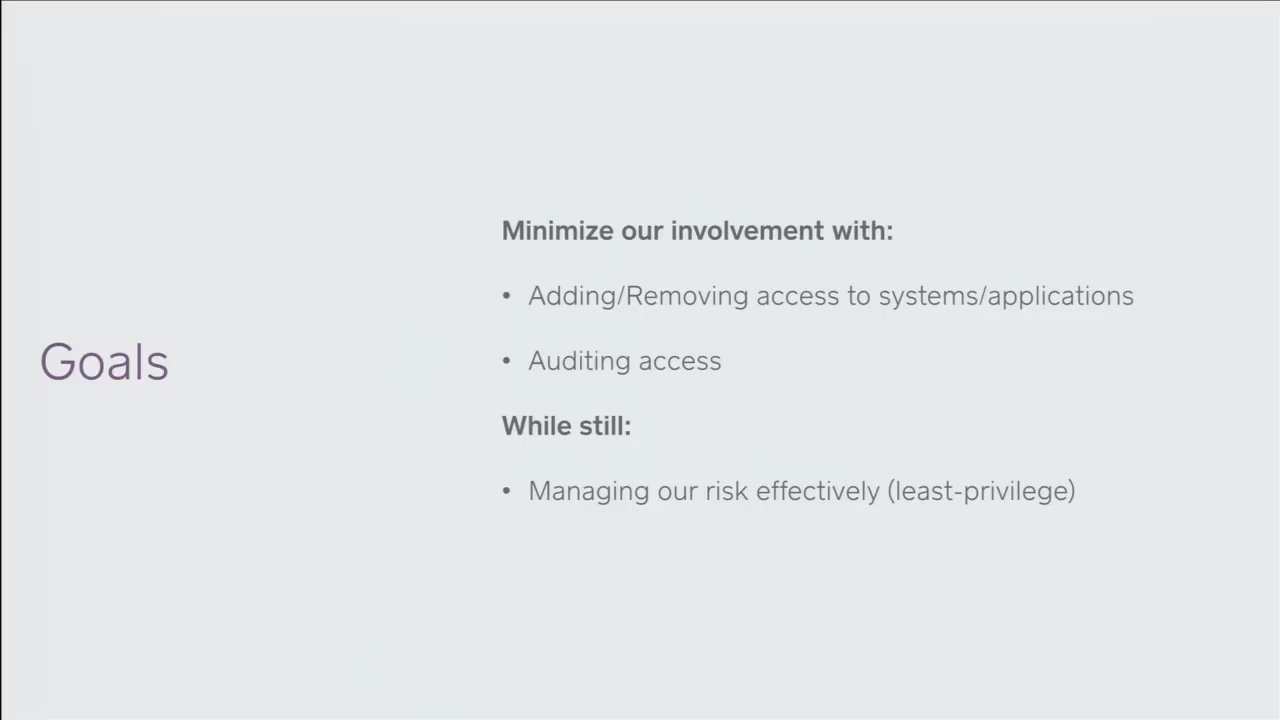 Goals
Minimize our involvement with:
• Adding/Removing access to systems/applications
• Auditing access
While still:
• Managing our risk effectively (least-privilege)